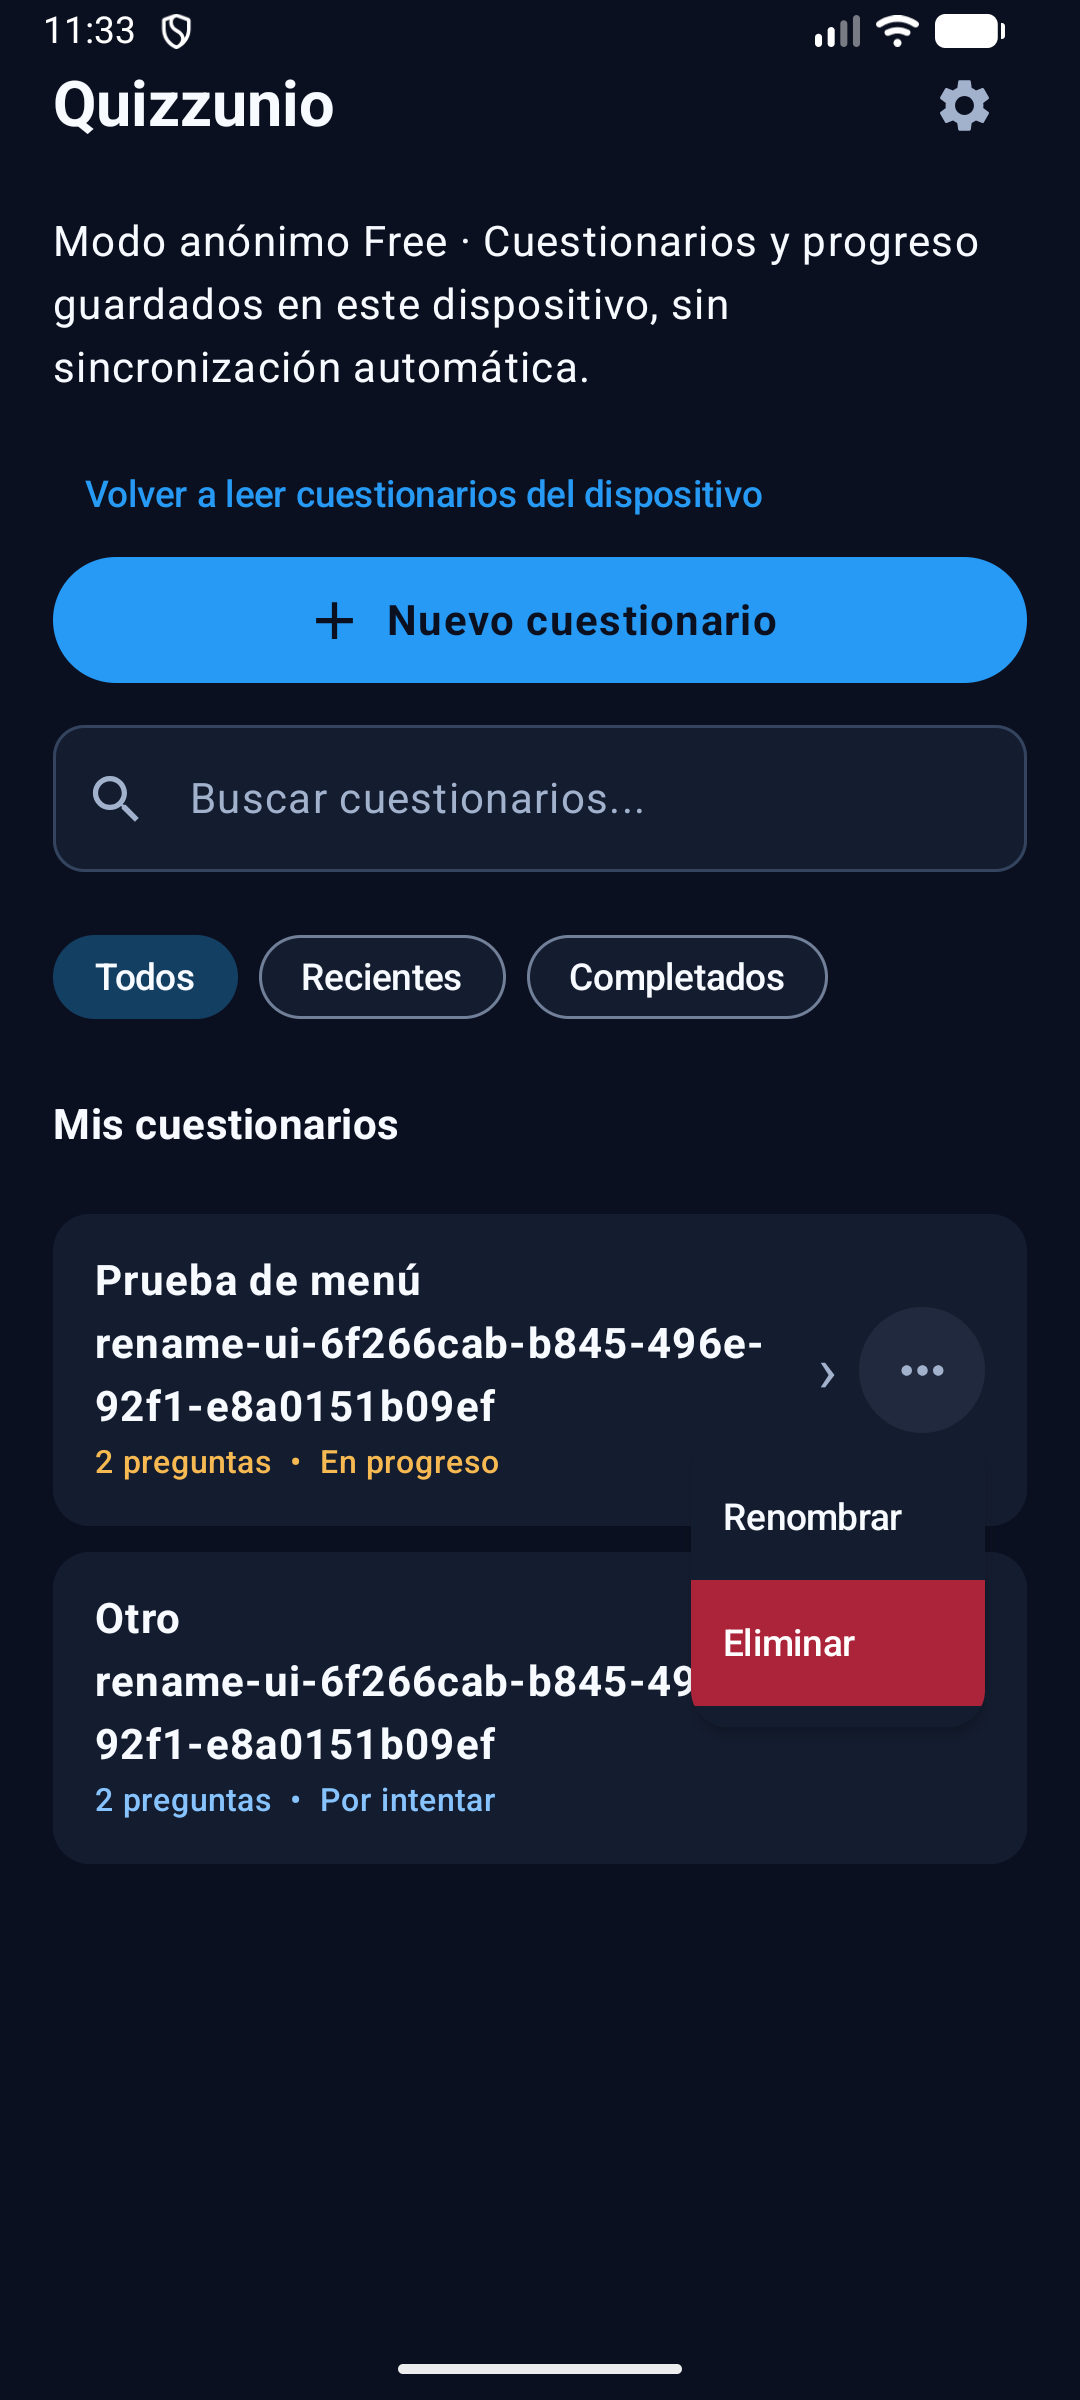 11:33
Quizzunio
Modo anónimo Free · Cuestionarios y progreso
guardados en este dispositivo, sin
sincronización automática.
Volver a leer cuestionarios del dispositivo
+ Nuevo cuestionario
Buscar cuestionarios...
Todos Recientes Completados
Mis cuestionarios
Prueba de menú
rename-ui-6f266cab-b845-496e-
92f1-e8a0151b09ef
2 preguntas • En progreso
Renombrar
Eliminar
Otro
rename-ui-6f266cab-b845-49
92f1-e8a0151b09ef
2 preguntas • Por intentar